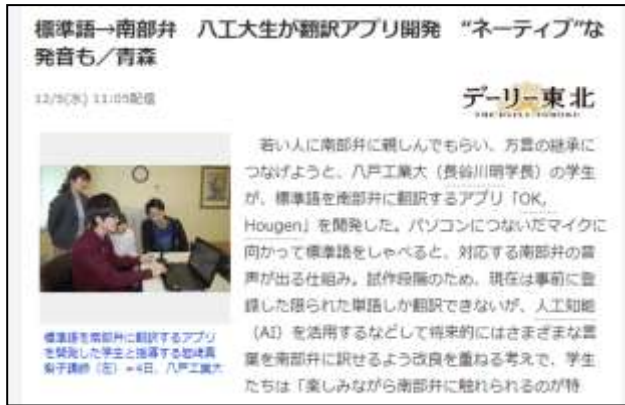 標準語→南部弁　八工大生が翻訳アプリ開発　“ネーティブ”な
発音も／青森
12/5(水) 11:05配信
デーリー東北
THE DAILY TOHOKU
若い人に南部弁に親しんでもらい、方言の継承に
つなげようと、八戸工業大（長谷川明学長）の学生
が、標準語を南部弁に翻訳するアプリ「OK,
Hougen」を開発した。パソコンにつないだマイクに
向かって標準語をしゃべると、対応する南部弁の音
声が出る仕組み。試作段階のため、現在は事前に登
録した限られた単語しか翻訳できないが、人工知能
（AI）を活用するなどして将来的にはさまざまな言
葉を南部弁に訳せるよう改良を重ねる考えで、学生
たちは「楽しみながら南部弁に触れられるのが特
標準語を南部弁に翻訳するアプリ
を開発した学生と指導する岩崎真
梨子講師（左）＝4日、八戸工業大